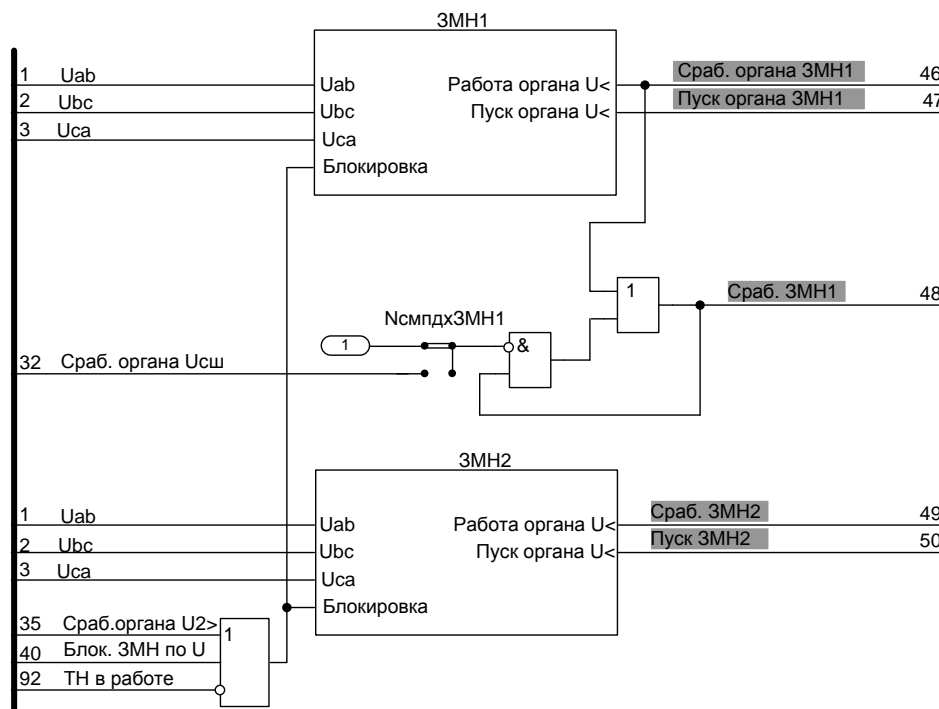 ЗМН1
1 Uab Uab Работа органа U< Сраб. органа ЗМН1 46
2 Ubc Ubc Пуск органа U< Пуск органа ЗМН1 47
3 Uca Uca
Блокировка
1 Сраб. ЗМН1 48
NсмпдхЗМН1
1 &
32 Сраб. органа Uсш
ЗМН2
1 Uab Uab Работа органа U< Сраб. ЗМН2 49
2 Ubc Ubc Пуск органа U< Пуск ЗМН2 50
3 Uca Uca
Блокировка
35 Сраб.органа U2> 1
40 Блок. ЗМН по U
92 ТН в работе